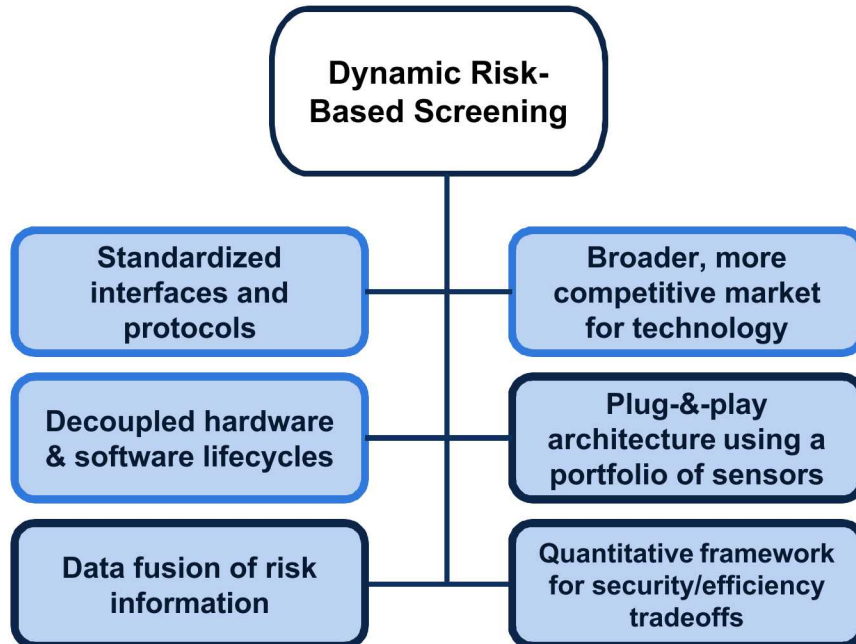 Dynamic Risk-
Based Screening
Standardized
interfaces and
protocols
Broader, more
competitive market
for technology
Decoupled hardware
& software lifecycles
Plug-&-play
architecture using a
portfolio of sensors
Data fusion of risk
information
Quantitative framework
for security/efficiency
tradeoffs